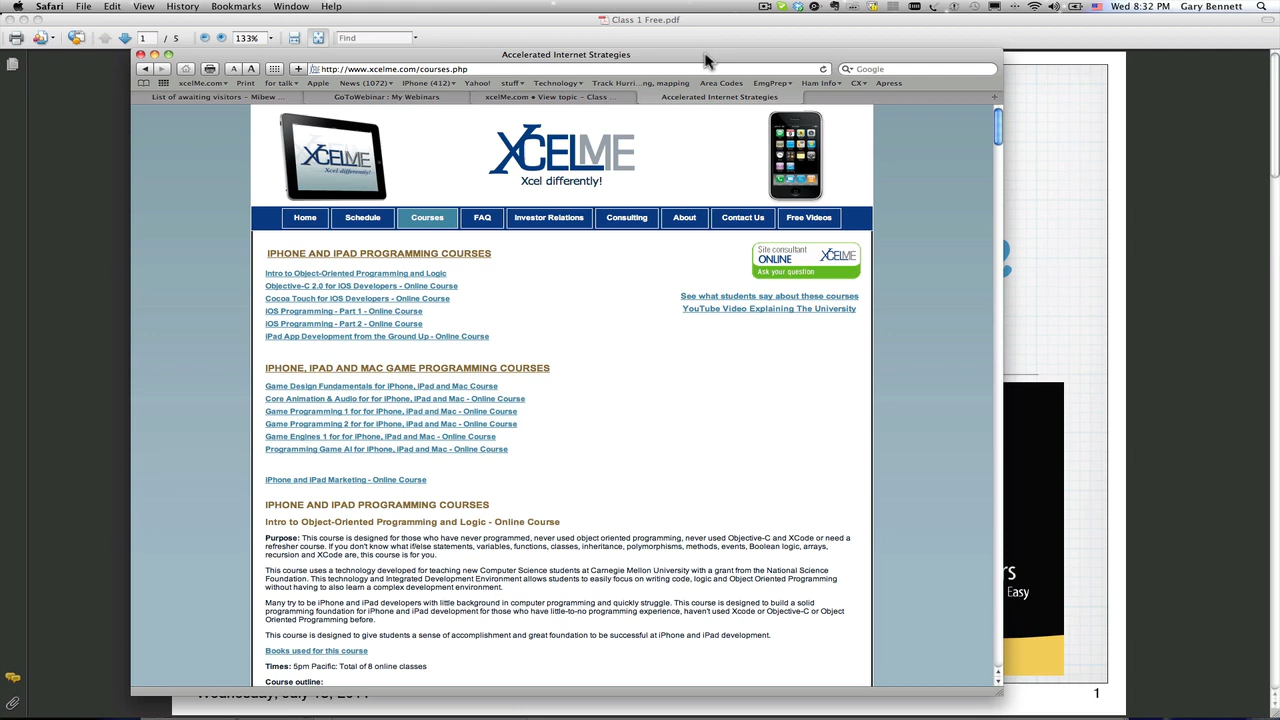 Safari File Edit View History Bookmarks Window Help Wed 8:32 PM Gary Bennett
Class 1 Free.pdf
1 / 5 133% Find
Accelerated Internet Strategies
http://www.xcelme.com/courses.php Google
xcelMe.com Print for / talk Apple News (1072) iPhone (412) Yahoo! stuff Technology Track Hurri...ng, mapping Area Codes EmgPrep Ham Info CX Apress
List of awaiting visitors – Mibew ... GoToWebinar : My Webinars xcelMe.com • View topic – Class ... Accelerated Internet Strategies
XCELME
Xcel differently!
XCELME
Xcel differently!
Home Schedule Courses FAQ Investor Relations Consulting About Contact Us Free Videos
IPHONE AND IPAD PROGRAMMING COURSES
Site consultant
ONLINE XCELME
Ask your question
Intro to Object-Oriented Programming and Logic
Objective-C 2.0 for iOS Developers - Online Course
Cocoa Touch for iOS Developers - Online Course
iOS Programming - Part 1 - Online Course
iOS Programming - Part 2 - Online Course
iPad App Development from the Ground Up - Online Course
See what students say about these courses
YouTube Video Explaining The University
IPHONE, IPAD AND MAC GAME PROGRAMMING COURSES
Game Design Fundamentals for iPhone, iPad and Mac Course
Core Animation & Audio for for iPhone, iPad and Mac - Online Course
Game Programming 1 for for iPhone, iPad and Mac - Online Course
Game Programming 2 for for iPhone, iPad and Mac - Online Course
Game Engines 1 for for iPhone, iPad and Mac - Online Course
Programming Game AI for iPhone, iPad and Mac - Online Course
iPhone and iPad Marketing - Online Course
IPHONE AND IPAD PROGRAMMING COURSES
Intro to Object-Oriented Programming and Logic - Online Course
Purpose: This course is designed for those who have never programmed, never used object oriented programming, never used Objective-C and XCode or need a
refresher course. If you don't know what if/else statements, variables, functions, classes, inheritance, polymorphisms, methods, events, Boolean logic, arrays,
recursion and XCode are, this course is for you.
This course uses a technology developed for teaching new Computer Science students at Carnegie Mellon University with a grant from the National Science
Foundation. This technology and Integrated Development Environment allows students to easily focus on writing code, logic and Object Oriented Programming
without having to also learn a complex development environment.
Many try to be iPhone and iPad developers with little background in computer programming and quickly struggle. This course is designed to build a solid
programming foundation for iPhone and iPad development for those who have little-to-no programming experience, haven't used Xcode or Objective-C or Object
Oriented Programming before.
This course is designed to give students a sense of accomplishment and great foundation to be successful at iPhone and iPad development.
Books used for this course
Times: 5pm Pacific: Total of 8 online classes
Course outline:
rs
Easy
1